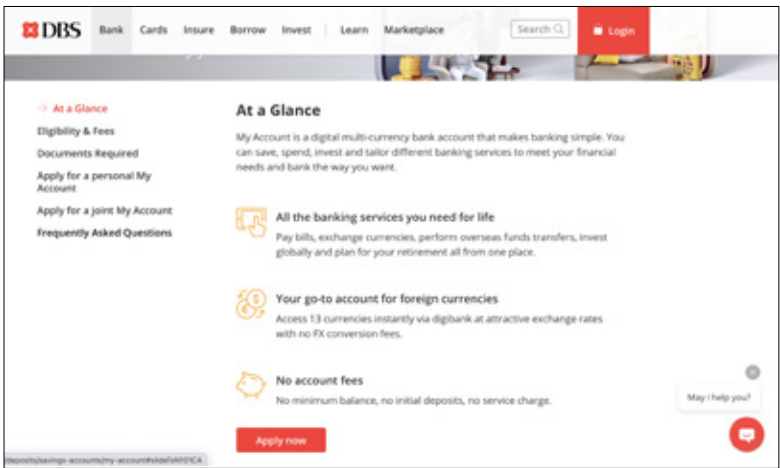 DBS Bank Cards Insure Borrow Invest Learn Marketplace Search Login
At a Glance
Eligibility & Fees
Documents Required
Apply for a personal My
Account
Apply for a joint My Account
Frequently Asked Questions
At a Glance
My Account is a digital multi-currency bank account that makes banking simple. You
can save, spend, invest and tailor different banking services to meet your financial
needs and bank the way you want.
All the banking services you need for life
Pay bills, exchange currencies, perform overseas funds transfers, invest
globally and plan for your retirement all from one place.
Your go-to account for foreign currencies
Access 13 currencies instantly via digibank at attractive exchange rates
with no FX conversion fees.
No account fees
No minimum balance, no initial deposits, no service charge.
May I help you?
Apply now